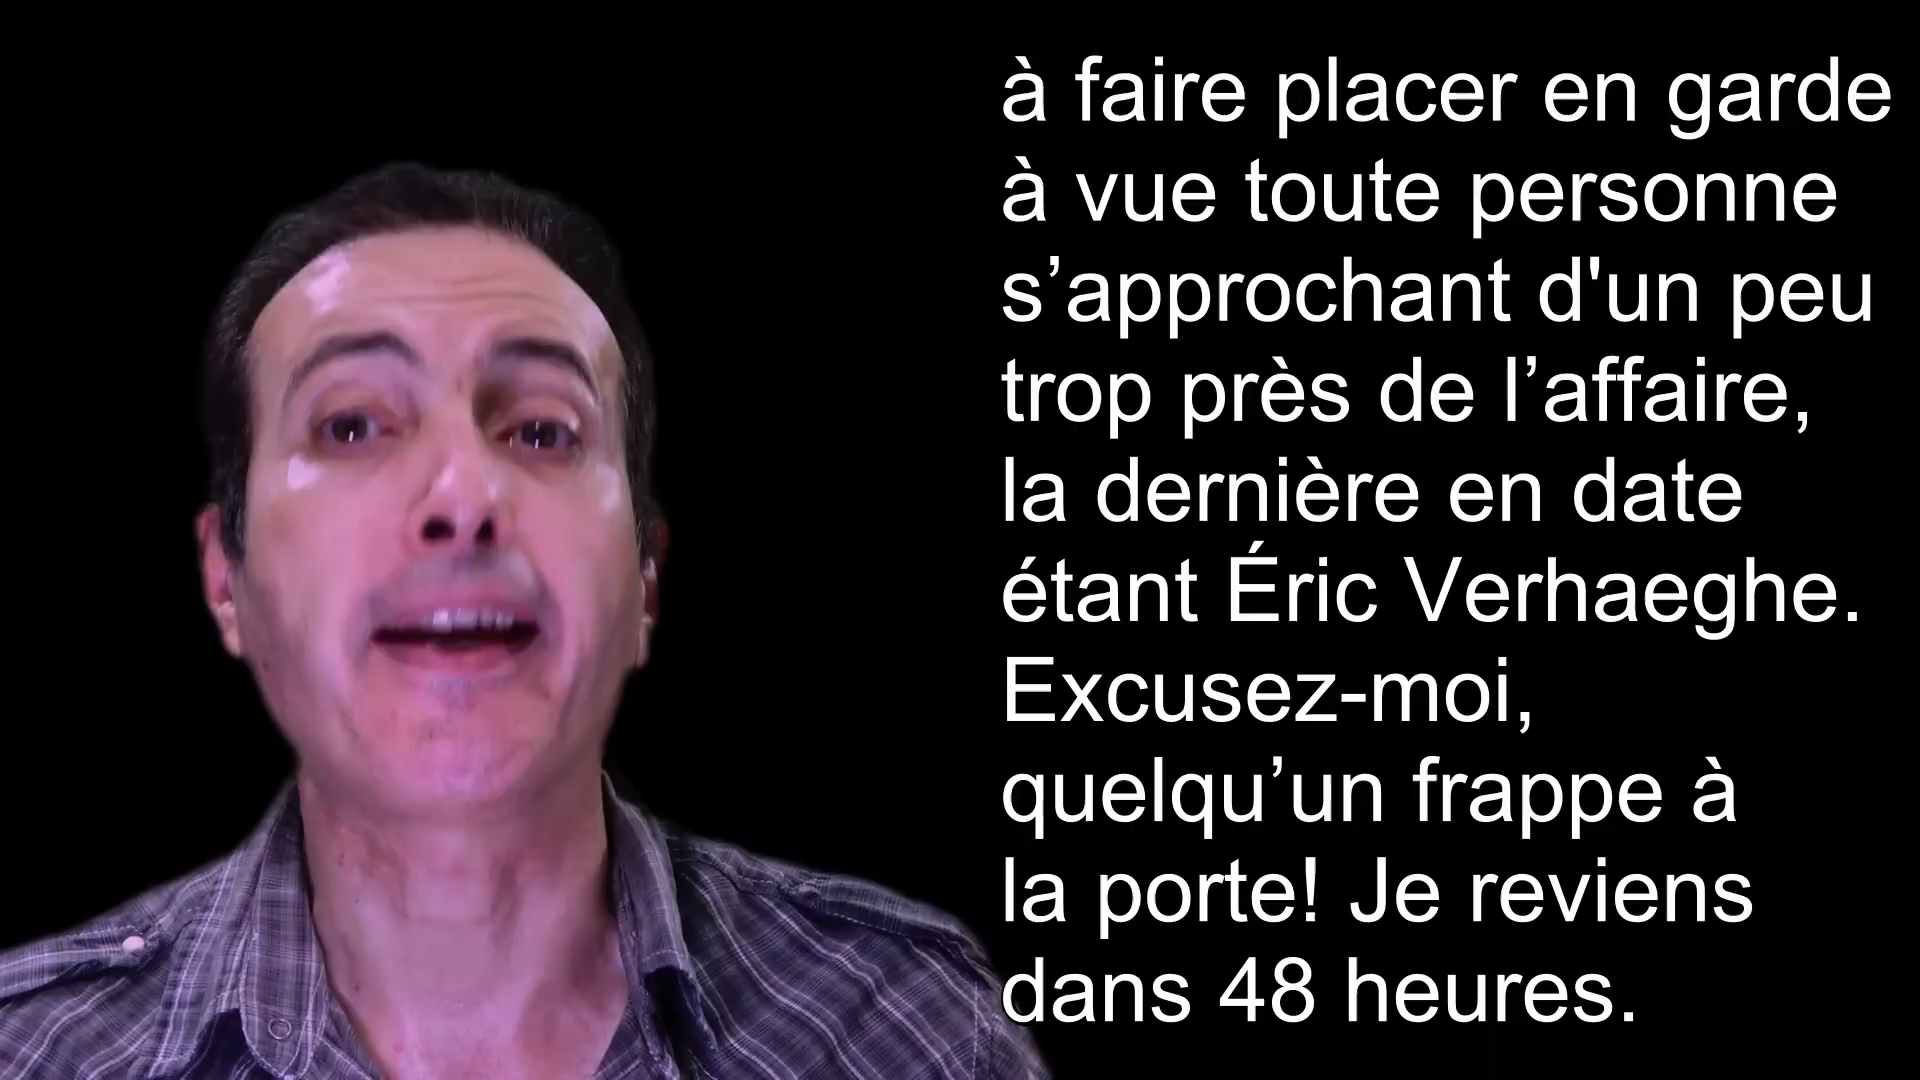 à faire placer en garde
à vue toute personne
s’approchant d'un peu
trop près de l’affaire,
la dernière en date
étant Éric Verhaeghe.
Excusez-moi,
quelqu’un frappe à
la porte! Je reviens
dans 48 heures.